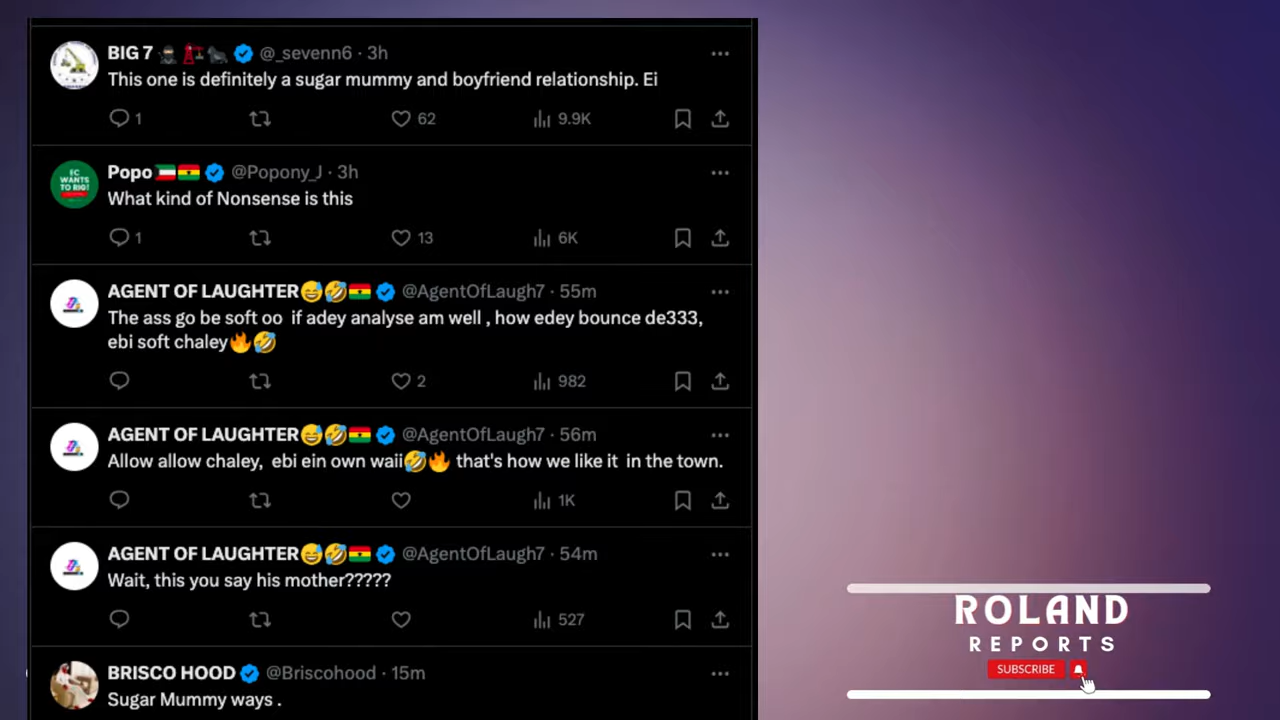 BIG 7 @_sevenn6 · 3h
This one is definitely a sugar mummy and boyfriend relationship. Ei
1 62 9.9K
EC
WANTS
TO RIG!
Popo @Popony_J · 3h
What kind of Nonsense is this
1 13 6K
AGENT OF LAUGHTER😅🤣🇬🇭 @AgentOfLaugh7 · 55m
The ass go be soft oo if adey analyse am well , how edey bounce de333,
ebi soft chaley🔥🤣
2 982
AGENT OF LAUGHTER😅🤣🇬🇭 @AgentOfLaugh7 · 56m
Allow allow chaley, ebi ein own waii🤣🔥 that's how we like it in the town.
1K
AGENT OF LAUGHTER😅🤣🇬🇭 @AgentOfLaugh7 · 54m
Wait, this you say his mother?????
527
BRISCO HOOD @Briscohood · 15m
Sugar Mummy ways .
ROLAND
REPORTS
SUBSCRIBE